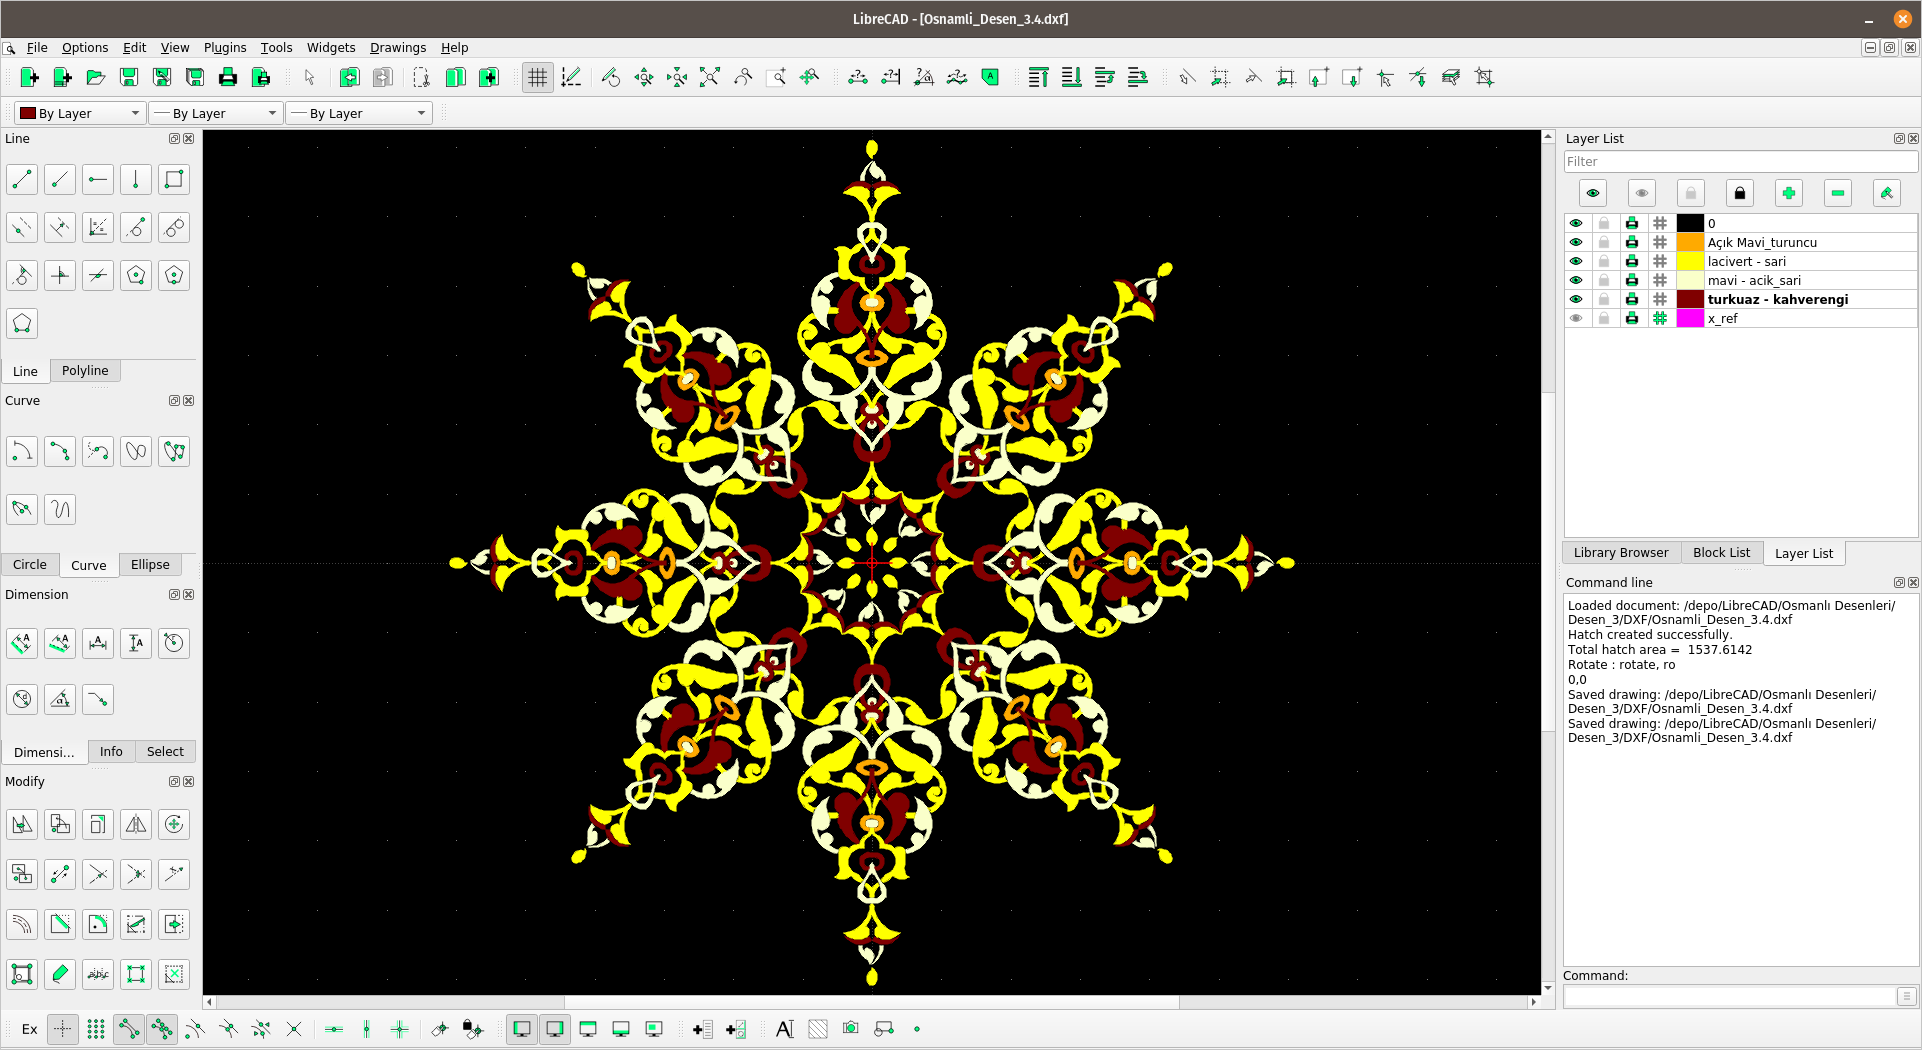 LibreCAD - [Osnamli_Desen_3.4.dxf]
File Options Edit View Plugins Tools Widgets Drawings Help
By Layer By Layer By Layer
Line
Line Polyline
Curve
Circle Curve Ellipse
Dimension
Dimensi... Info Select
Modify
Ex
Layer List
Filter
0
Açık Mavi_turuncu
lacivert - sari
mavi - acik_sari
turkuaz - kahverengi
x_ref
Library Browser Block List Layer List
Command line
Loaded document: /depo/LibreCAD/Osmanlı Desenleri/
Desen_3/DXF/Osnamli_Desen_3.4.dxf
Hatch created successfully.
Total hatch area =  1537.6142
Rotate : rotate, ro
0,0
Saved drawing: /depo/LibreCAD/Osmanlı Desenleri/
Desen_3/DXF/Osnamli_Desen_3.4.dxf
Saved drawing: /depo/LibreCAD/Osmanlı Desenleri/
Desen_3/DXF/Osnamli_Desen_3.4.dxf
Command: